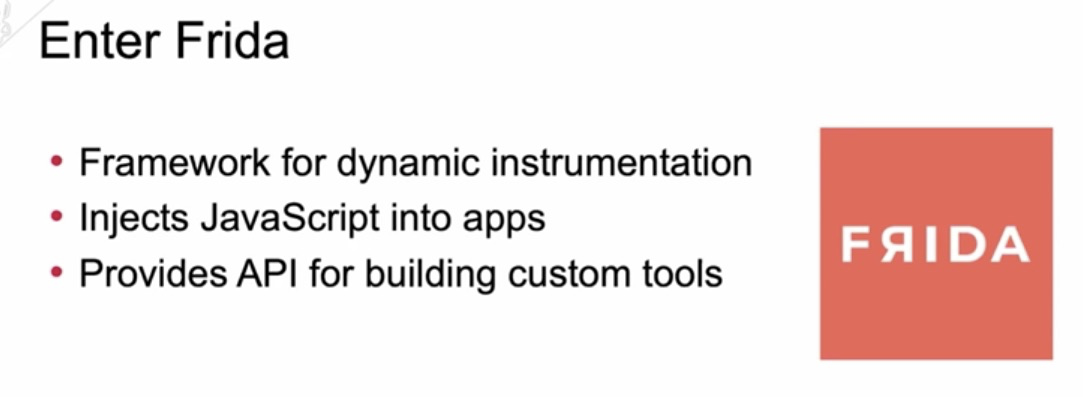 Enter Frida
• Framework for dynamic instrumentation
• Injects JavaScript into apps
• Provides API for building custom tools
FЯIDA